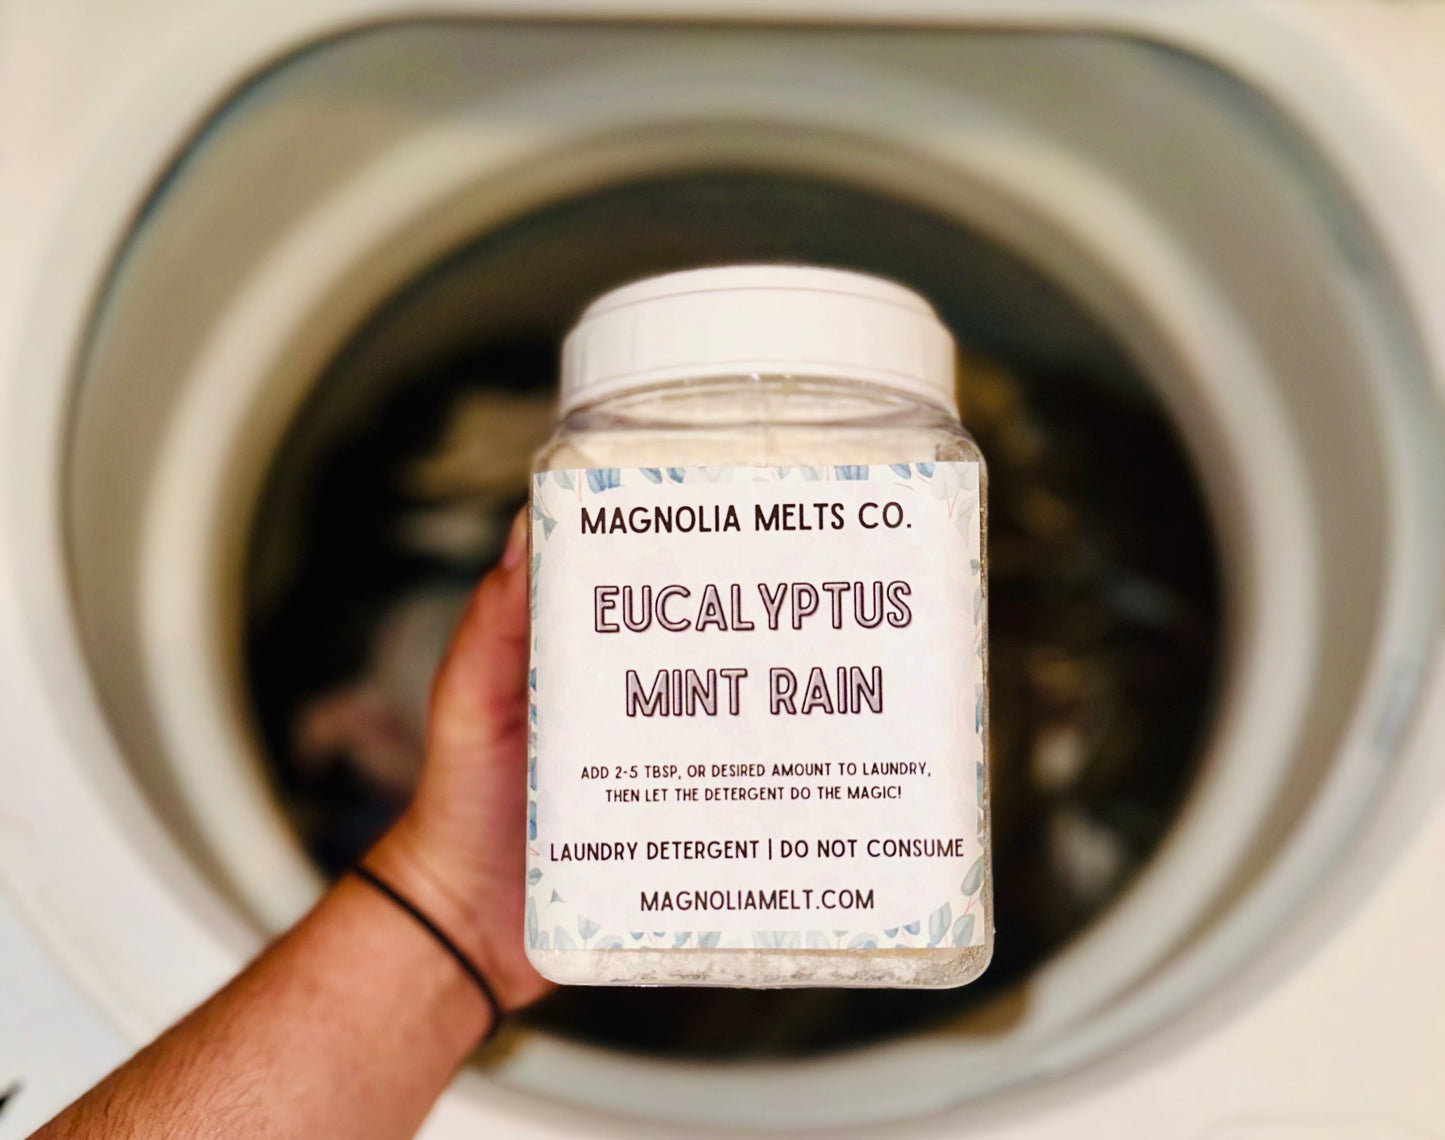 MAGNOLIA MELTS CO.
EUCALYPTUS
MINT RAIN
ADD 2-5 TBSP, OR DESIRED AMOUNT TO LAUNDRY,
THEN LET THE DETERGENT DO THE MAGIC!
LAUNDRY DETERGENT | DO NOT CONSUME
MAGNOLIAMELT.COM